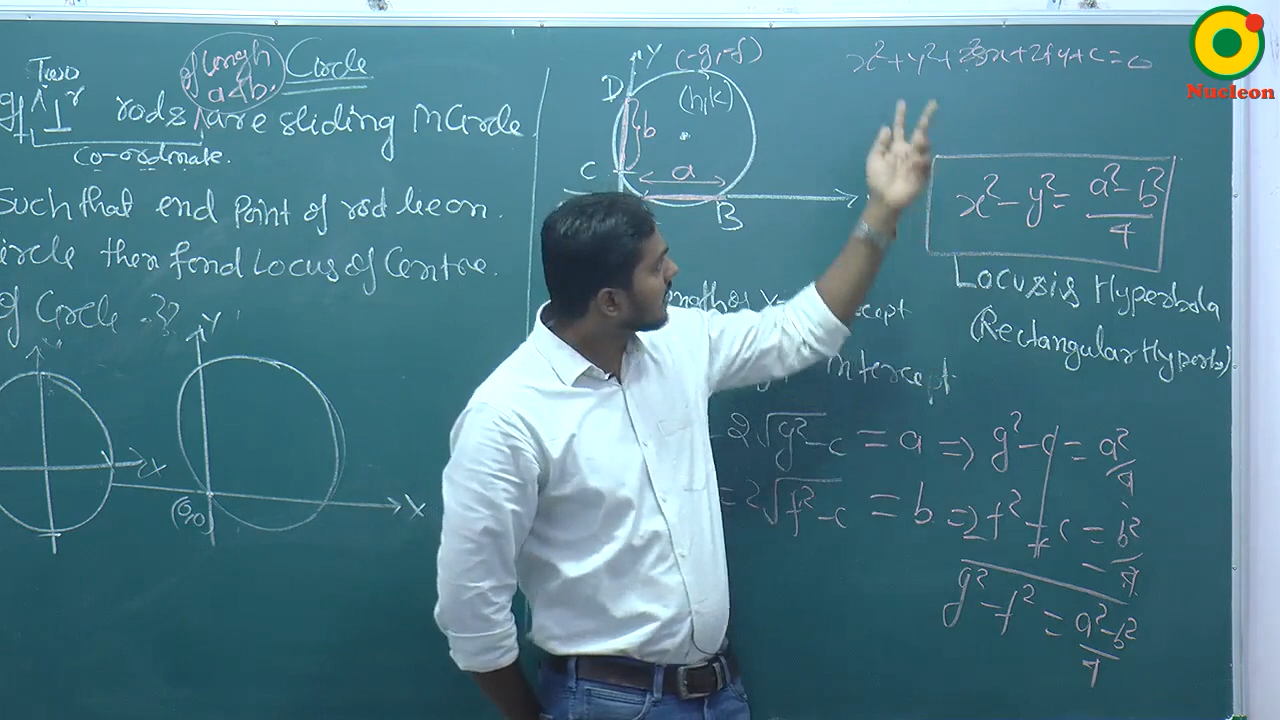 Two
of length a & b.
Circle
If ⊥r rods are sliding in Circle
Co-ordinate.
Such that end Point of rod lie on
Circle then find Locus of Centre
of Circle ??
Y
X
(0,0)
X
Y
(-g,-f)
D
(h,k)
b
C
a
B
x²+y²+2gx+2fy+c=0
Nucleon
x² - y² = a² - b² / 4
Locus is Hyperbola
(Rectangular Hyperbola)
Intercept
2√g²-c = a ⇒ g² - c = a²/4
= 2√f²-c = b ⇒ f² - c = b²/4
g² - f² = a² - b² / 4